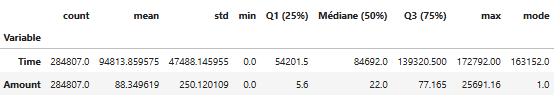 count mean std min Q1 (25%) Médiane (50%) Q3 (75%) max mode
Variable
Time 284807.0 94813.859575 47488.145955 0.0 54201.5 84692.0 139320.500 172792.00 163152.0
Amount 284807.0 88.349619 250.120109 0.0 5.6 22.0 77.165 25691.16 1.0